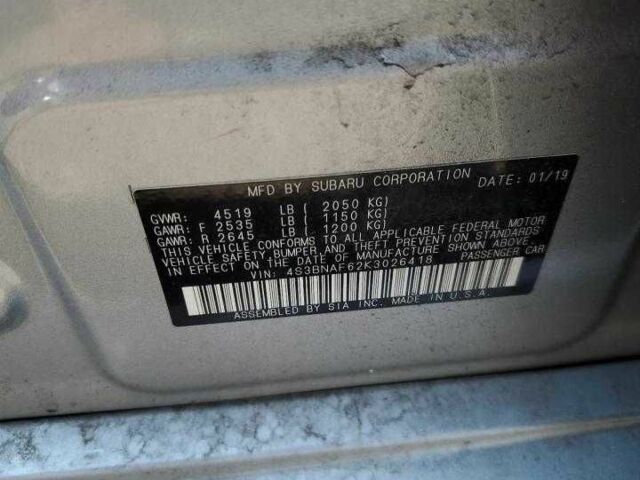 MFD BY SUBARU CORPORATION DATE: 01/19
GVWR: 4519 LB ( 2050 KG)
GAWR: F 2535 LB ( 1150 KG)
GAWR: R 2645 LB ( 1200 KG)
THIS VEHICLE CONFORMS TO ALL APPLICABLE FEDERAL MOTOR
VEHICLE SAFETY, BUMPER AND THEFT PREVENTION STANDARDS
IN EFFECT ON THE DATE OF MANUFACTURE SHOWN ABOVE.
VIN: 4S3BNAF62K3026418 PASSENGER CAR
ASSEMBLED BY SIA INC. MADE IN U.S.A.